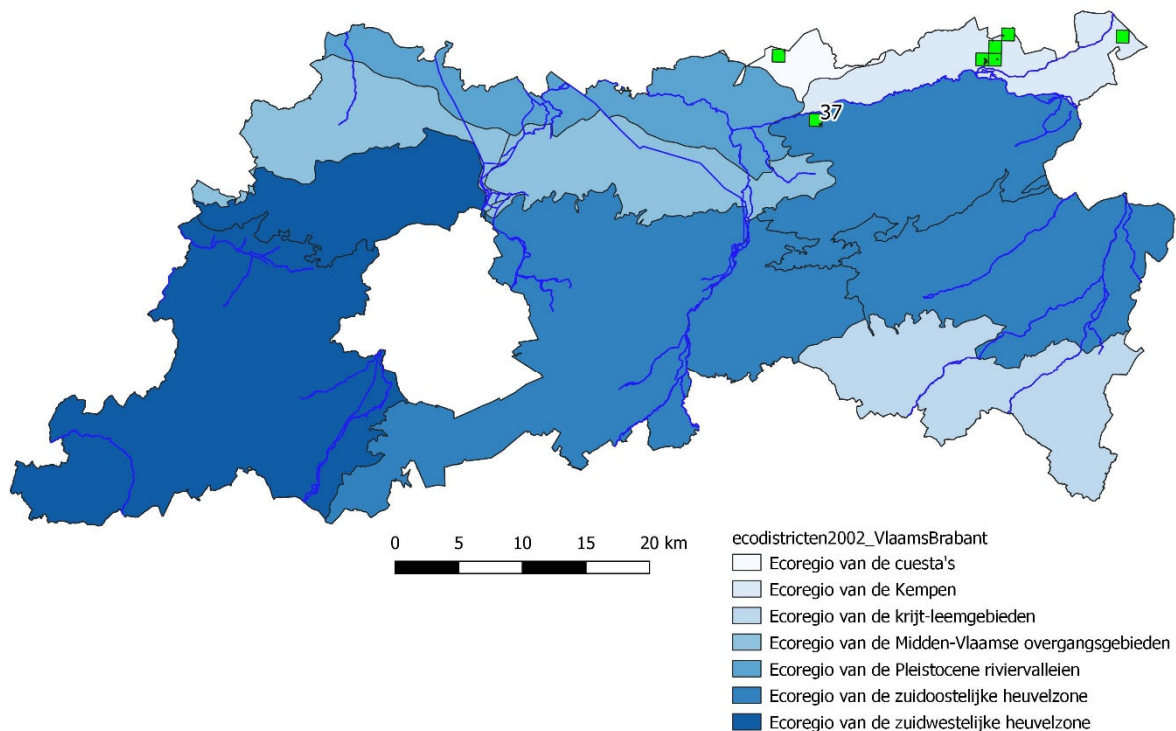 37
0 5 10 15 20 km
ecodistricten2002_VlaamsBrabant
Ecoregio van de cuesta's
Ecoregio van de Kempen
Ecoregio van de krijt-leemgebieden
Ecoregio van de Midden-Vlaamse overgangsgebieden
Ecoregio van de Pleistocene riviervalleien
Ecoregio van de zuidoostelijke heuvelzone
Ecoregio van de zuidwestelijke heuvelzone